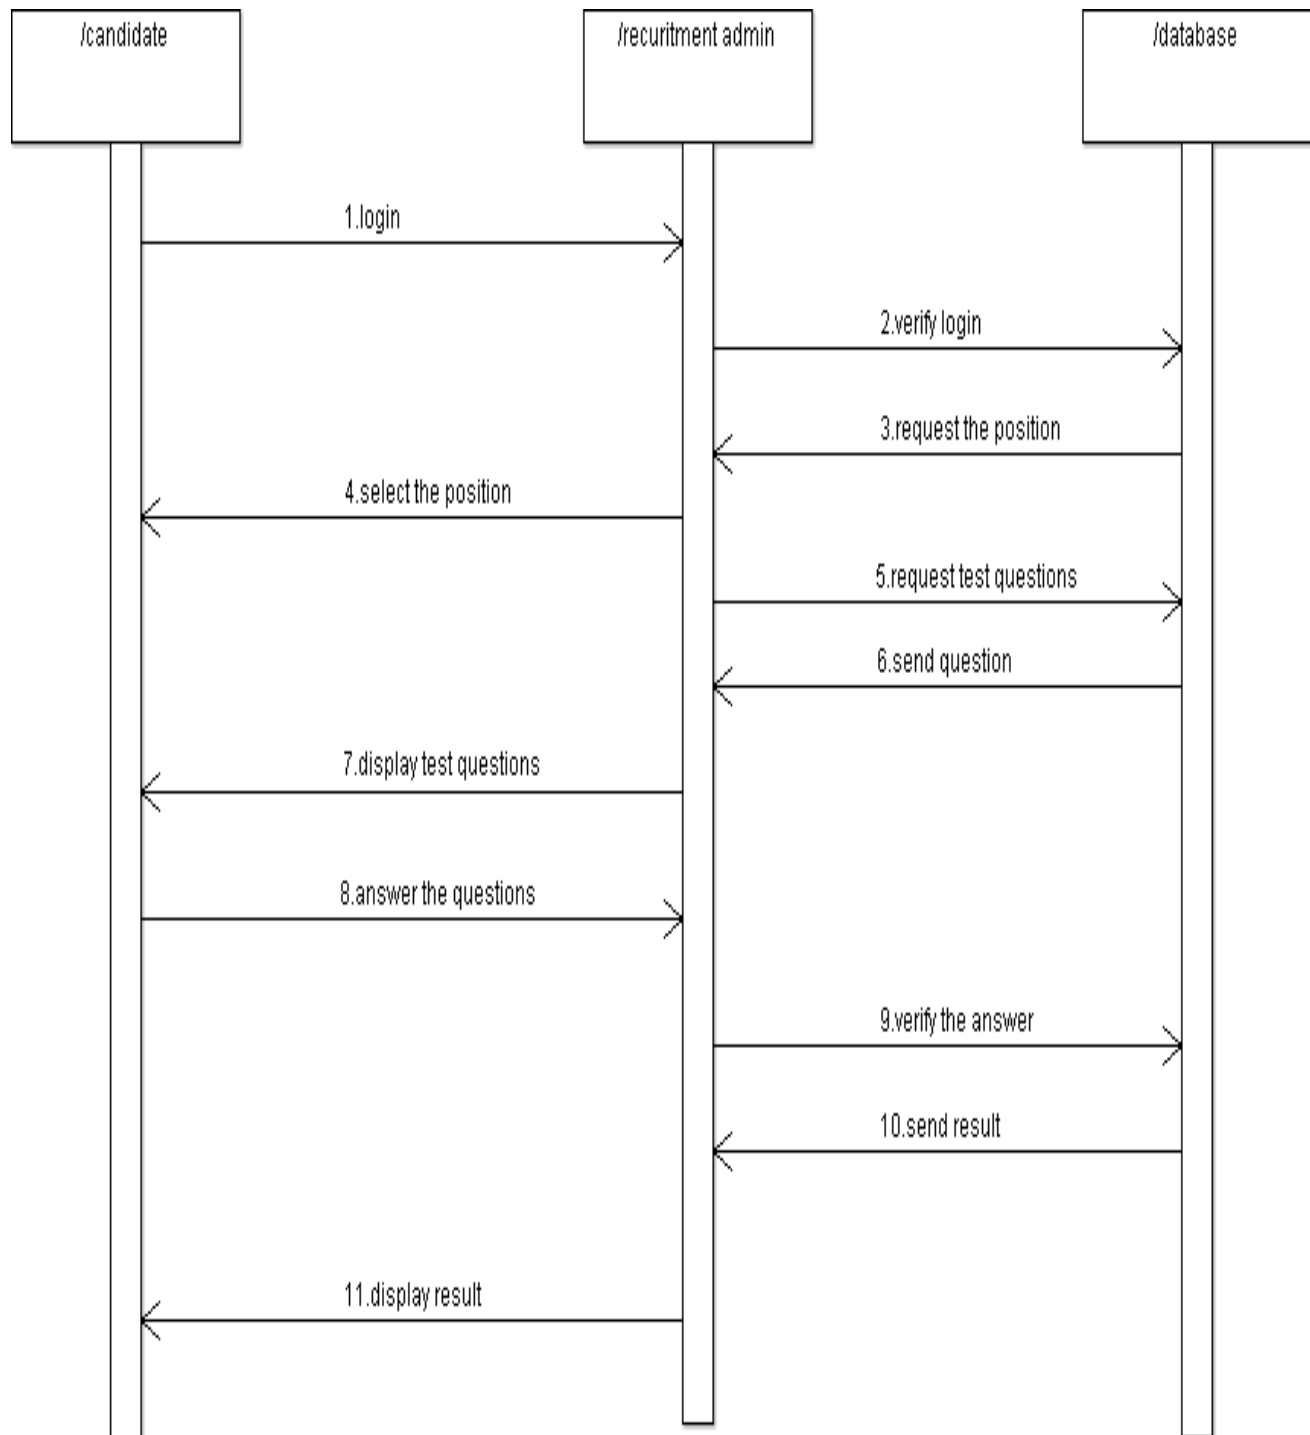 /candidate
/recuritment admin
/database
1.login
2.verify login
3.request the position
4.select the position
5.request test questions
6.send question
7.display test questions
8.answer the questions
9.verify the answer
10.send result
11.display result